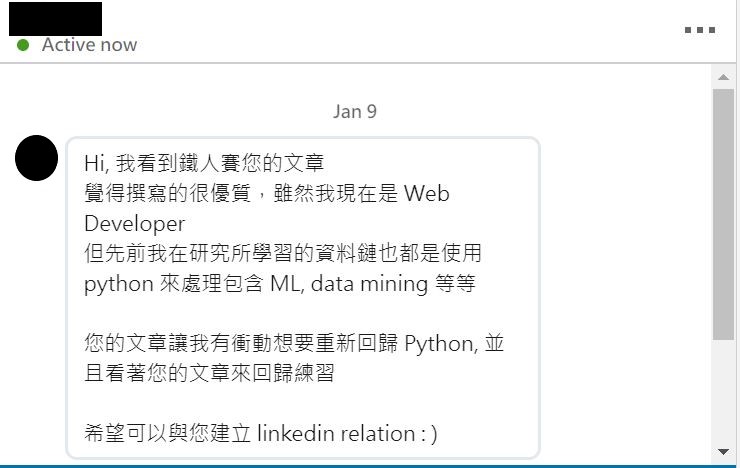 Active now
Jan 9
Hi, 我看到鐵人賽您的文章
覺得撰寫的很優質，雖然我現在是 Web
Developer
但先前我在研究所學習的資料鏈也都是使用
python 來處理包含 ML, data mining 等等
您的文章讓我有衝動想要重新回歸 Python, 並
且看著您的文章來回歸練習
希望可以與您建立 linkedin relation : )